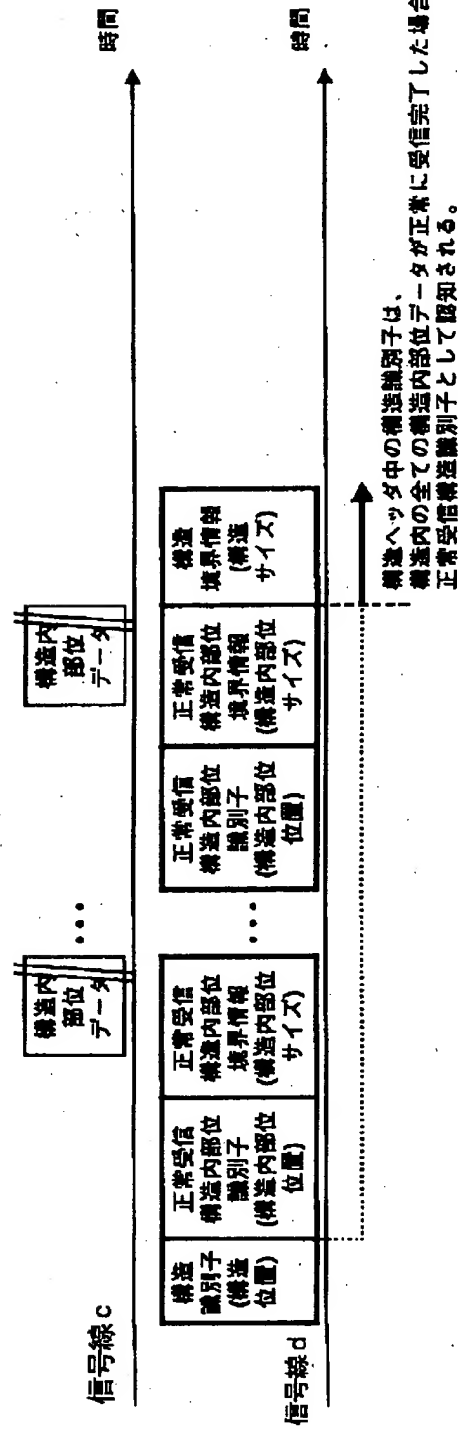 信号線c
構造内
部位
データ
・・・
構造内
部位
データ
時間
信号線d
構造
識別子
(構造
位置)
正常受信
構造内部位
識別子
(構造内部位
位置)
正常受信
構造内部位
境界情報
(構造内部位
サイズ)
・・・
正常受信
構造内部位
識別子
(構造内部位
位置)
正常受信
構造内部位
境界情報
(構造内部位
サイズ)
構造
境界情報
(構造
サイズ)
時間
構造ヘッダ中の構造識別子は、
構造内の全ての構造内部位データが正常に受信完了した場合
正常受信構造識別子として認知される。